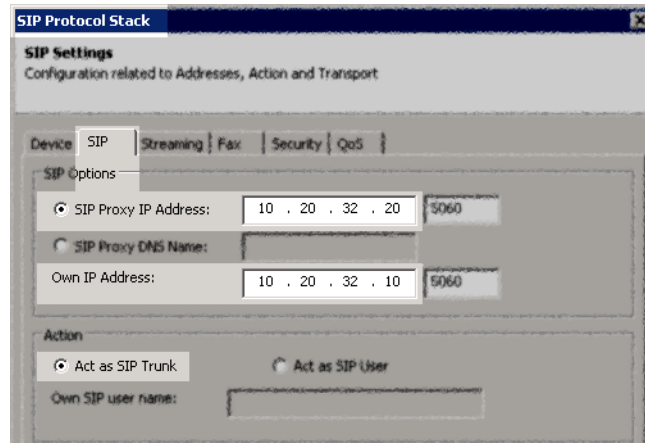 SIP Protocol Stack
SIP Settings
Configuration related to Addresses, Action and Transport
Device SIP Streaming Fax Security QoS
SIP Options
SIP Proxy IP Address: 10 . 20 . 32 . 20 5060
SIP Proxy DNS Name:
Own IP Address: 10 . 20 . 32 . 10 5060
Action
Act as SIP Trunk Act as SIP User
Own SIP user name: